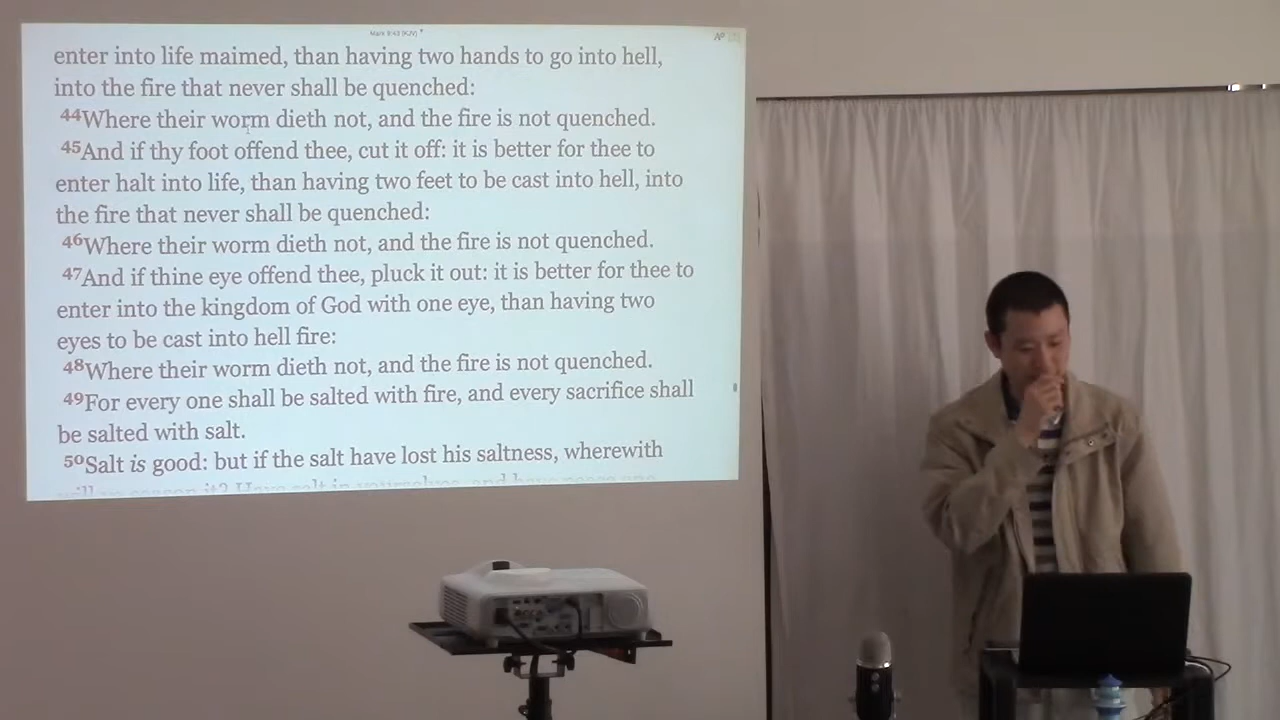 Mark 9:43 (KJV)
enter into life maimed, than having two hands to go into hell,
into the fire that never shall be quenched:
44Where their worm dieth not, and the fire is not quenched.
45And if thy foot offend thee, cut it off: it is better for thee to
enter halt into life, than having two feet to be cast into hell, into
the fire that never shall be quenched:
46Where their worm dieth not, and the fire is not quenched.
47And if thine eye offend thee, pluck it out: it is better for thee to
enter into the kingdom of God with one eye, than having two
eyes to be cast into hell fire:
48Where their worm dieth not, and the fire is not quenched.
49For every one shall be salted with fire, and every sacrifice shall
be salted with salt.
50Salt is good: but if the salt have lost his saltness, wherewith